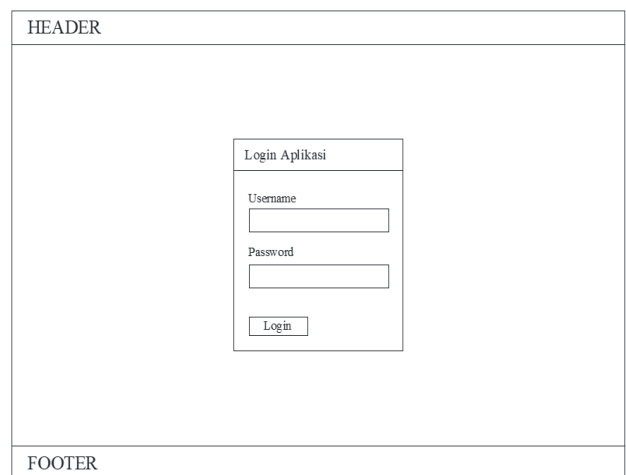 HEADER
Login Aplikasi
Username
Password
Login
FOOTER